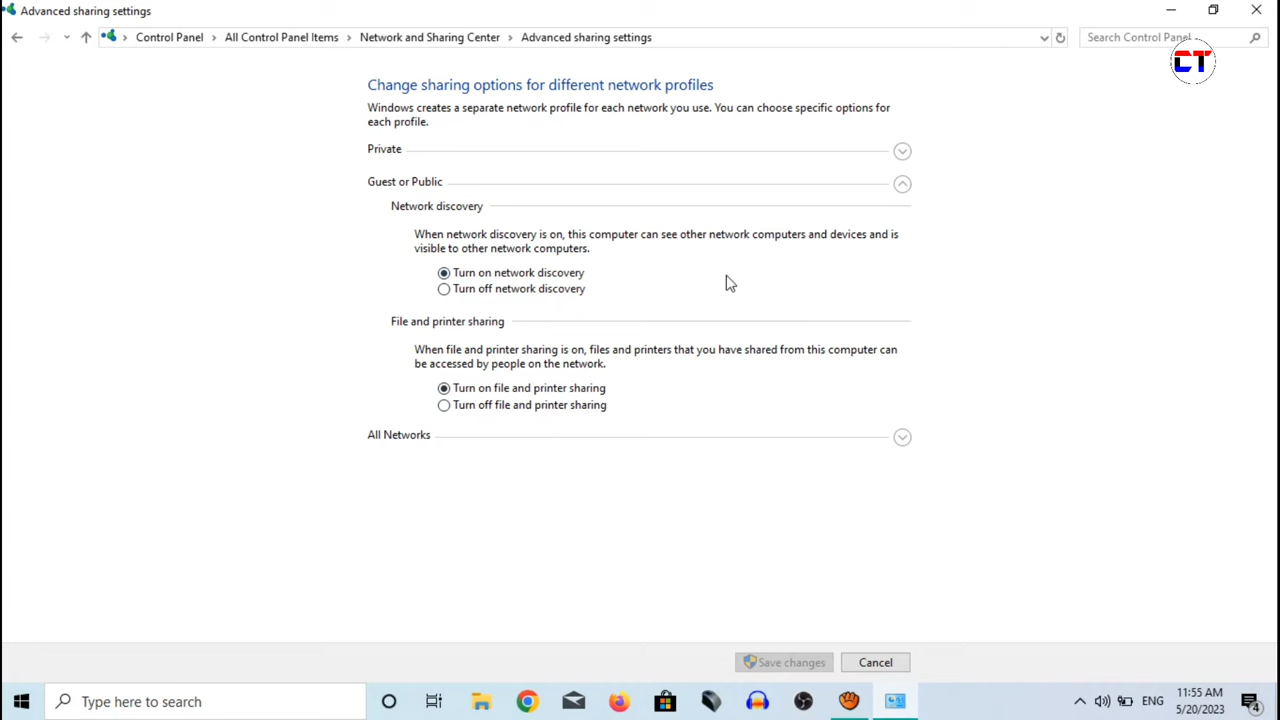 Advanced sharing settings
Control Panel > All Control Panel Items > Network and Sharing Center > Advanced sharing settings
Search Control Panel
CT
Change sharing options for different network profiles
Windows creates a separate network profile for each network you use. You can choose specific options for
each profile.
Private
Guest or Public
Network discovery
When network discovery is on, this computer can see other network computers and devices and is
visible to other network computers.
Turn on network discovery
Turn off network discovery
File and printer sharing
When file and printer sharing is on, files and printers that you have shared from this computer can
be accessed by people on the network.
Turn on file and printer sharing
Turn off file and printer sharing
All Networks
Save changes
Cancel
Type here to search
ENG
11:55 AM
5/20/2023
4